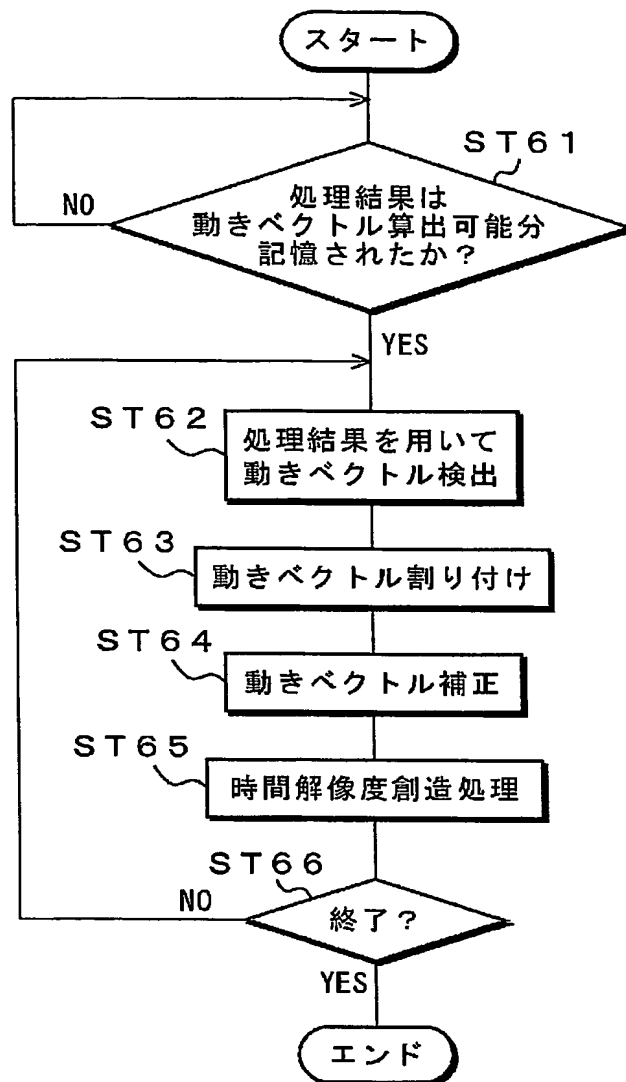 スタート
ST61
処理結果は
動きベクトル算出可能分
記憶されたか?
NO
YES
ST62
処理結果を用いて
動きベクトル検出
ST63
動きベクトル割り付け
ST64
動きベクトル補正
ST65
時間解像度創造処理
ST66
NO
終了?
YES
エンド